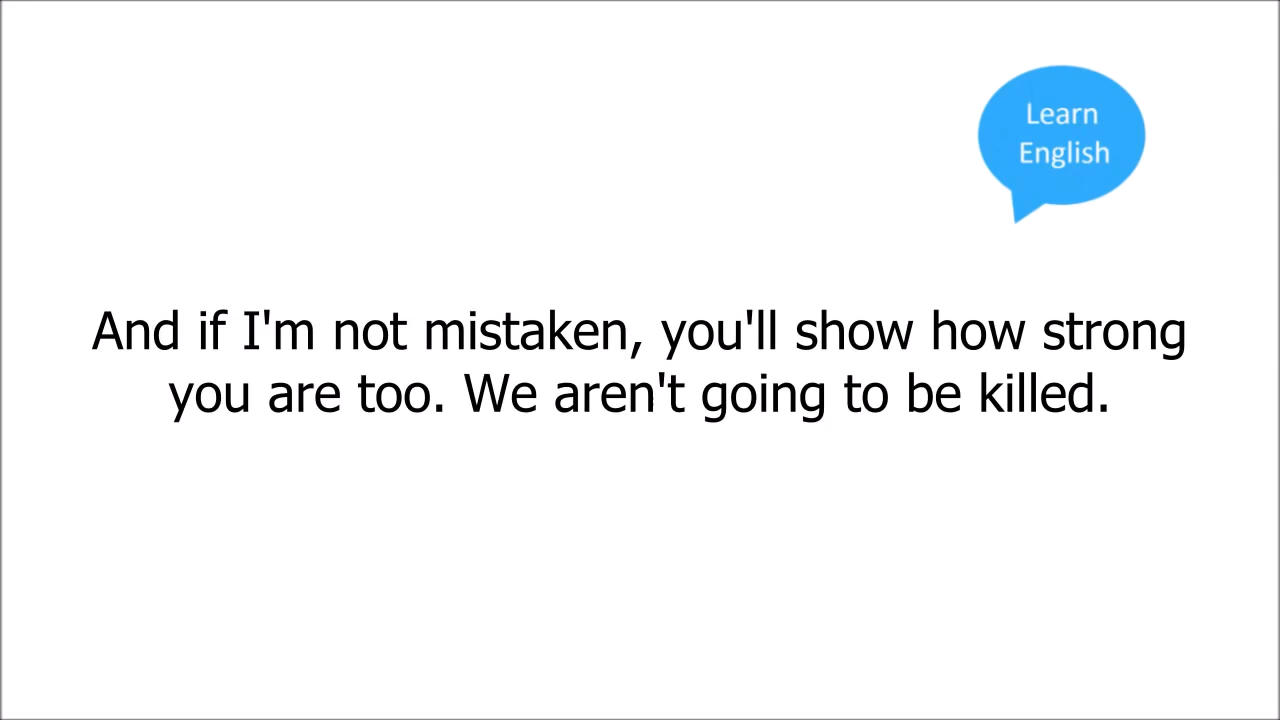 Learn
English
And if I'm not mistaken, you'll show how strong
you are too. We aren't going to be killed.